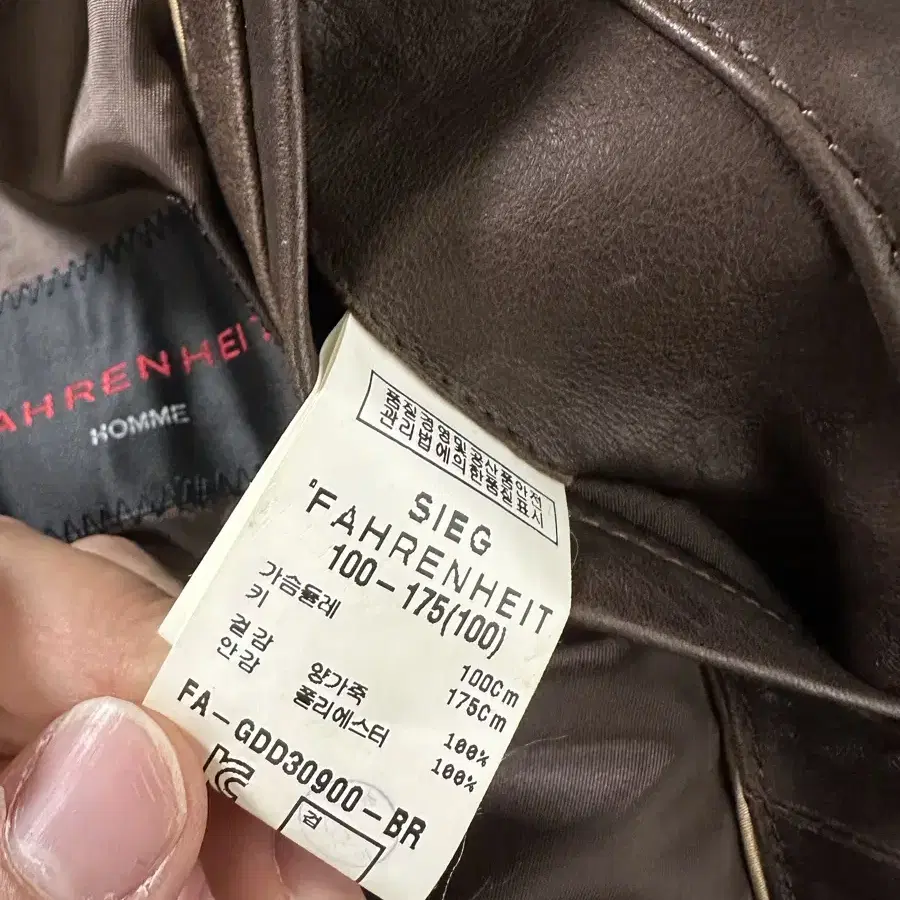 FAHRENHEIT
HOMME
품질경영및공산품안전
관리법에의한품질표시
SIEG
FAHRENHEIT
100-175(100)
가슴둘레 100Cm
키 175Cm
겉감 양가죽 100%
안감 폴리에스터 100%
FA-GDD30900-BR
검